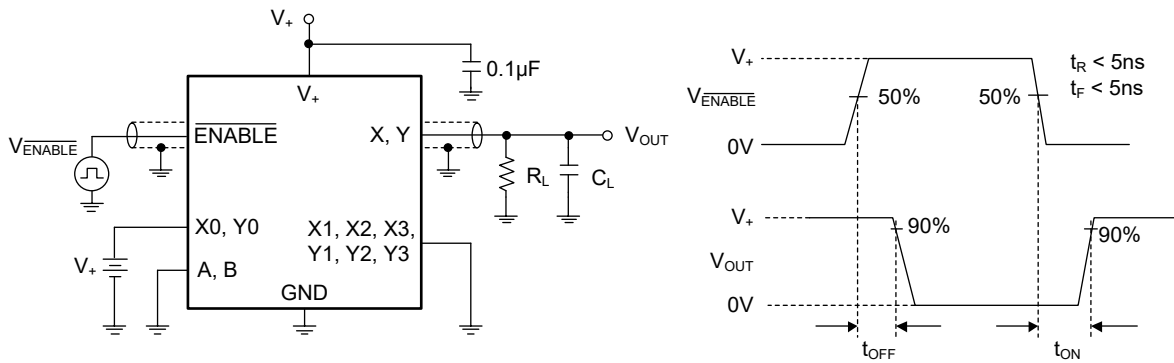 V+
0.1μF
V+
ENABLE
X, Y
VENABLE
VOUT
RL
CL
X0, Y0
X1, X2, X3,
Y1, Y2, Y3
V+
A, B
GND
V+
tR < 5ns
tF < 5ns
VENABLE
50%
50%
0V
V+
90%
90%
VOUT
0V
tOFF
tON